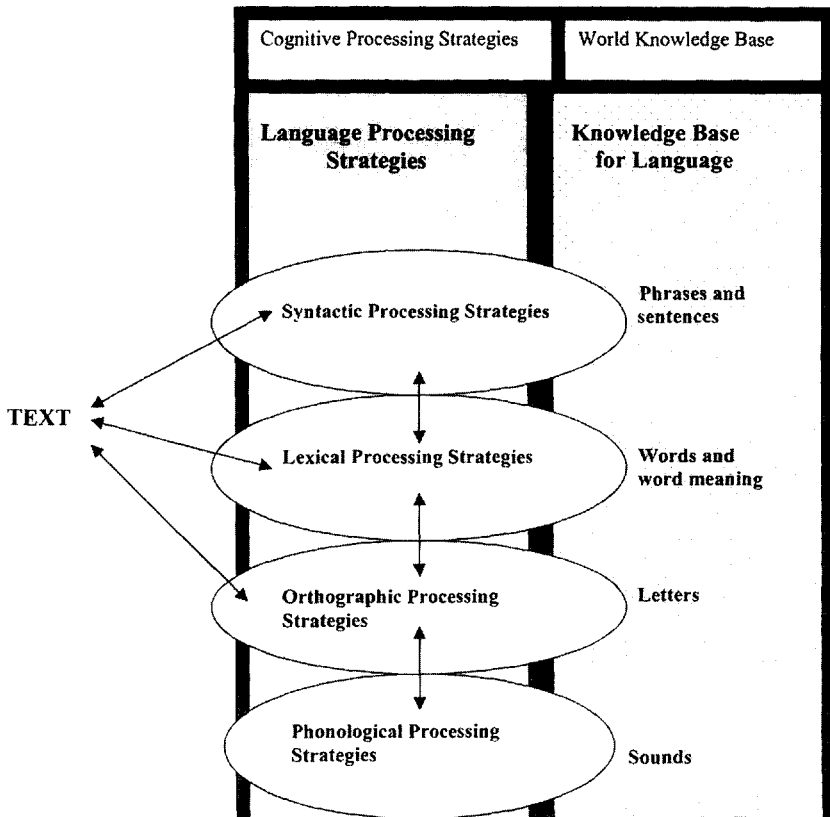 Cognitive Processing Strategies
World Knowledge Base
Language Processing
Strategies
Knowledge Base
for Language
Syntactic Processing Strategies
Phrases and
sentences
TEXT
Lexical Processing Strategies
Words and
word meaning
Orthographic Processing
Strategies
Letters
Phonological Processing
Strategies
Sounds